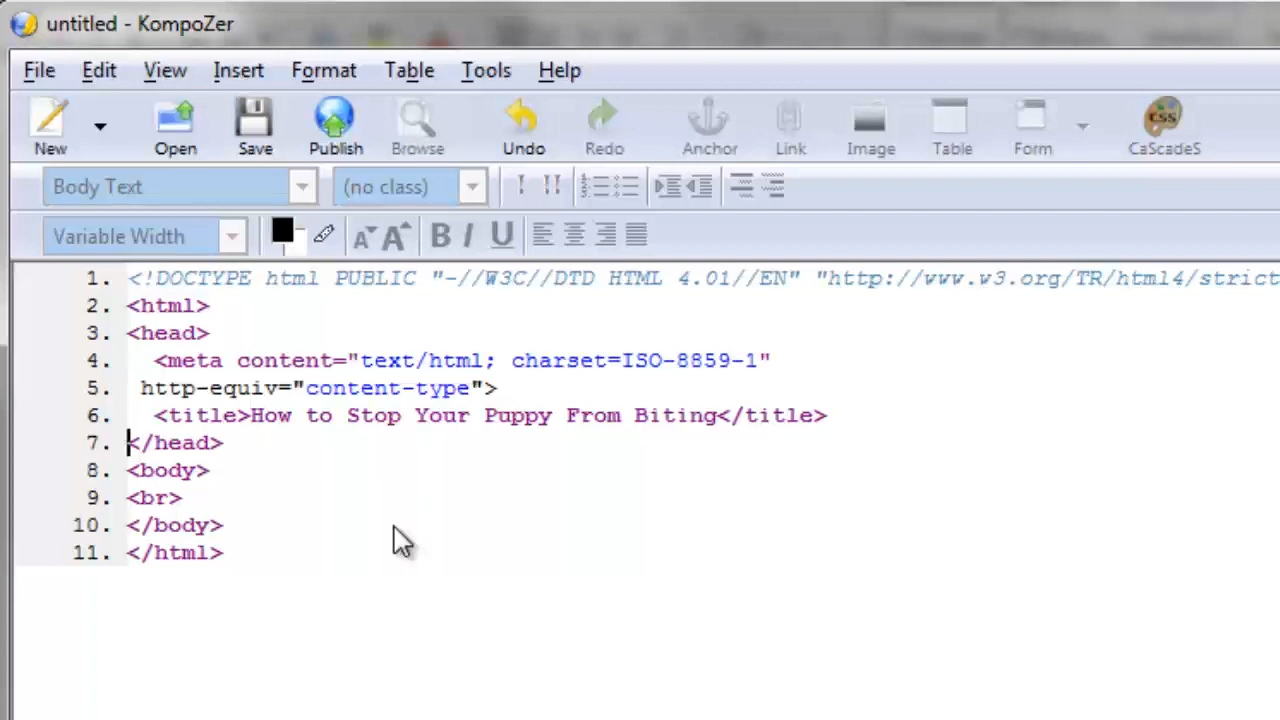 untitled - KompoZer
File Edit View Insert Format Table Tools Help
New Open Save Publish Browse Undo Redo Anchor Link Image Table Form CSS CaScadeS
Body Text (no class) ! !!
Variable Width A A B I U
1. <!DOCTYPE html PUBLIC "-//W3C//DTD HTML 4.01//EN" "http://www.w3.org/TR/html4/strict
2. <html>
3. <head>
4. <meta content="text/html; charset=ISO-8859-1"
5. http-equiv="content-type">
6. <title>How to Stop Your Puppy From Biting</title>
7. </head>
8. <body>
9. <br>
10. </body>
11. </html>